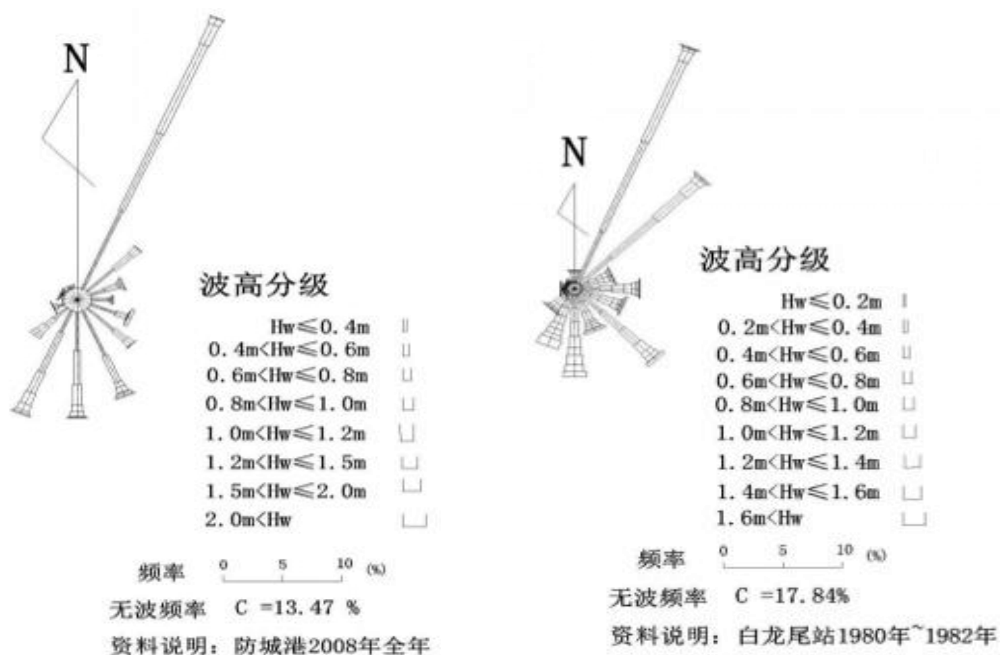 N
波高分级
Hw≤0.4m
0.4m<Hw≤0.6m
0.6m<Hw≤0.8m
0.8m<Hw≤1.0m
1.0m<Hw≤1.2m
1.2m<Hw≤1.5m
1.5m<Hw≤2.0m
2.0m<Hw
频率 0 5 10 (%)
无波频率 C =13.47 %
资料说明: 防城港2008年全年
N
波高分级
Hw≤0.2m
0.2m<Hw≤0.4m
0.4m<Hw≤0.6m
0.6m<Hw≤0.8m
0.8m<Hw≤1.0m
1.0m<Hw≤1.2m
1.2m<Hw≤1.4m
1.4m<Hw≤1.6m
1.6m<Hw
频率 0 5 10 (%)
无波频率 C =17.84%
资料说明: 白龙尾站1980年~1982年